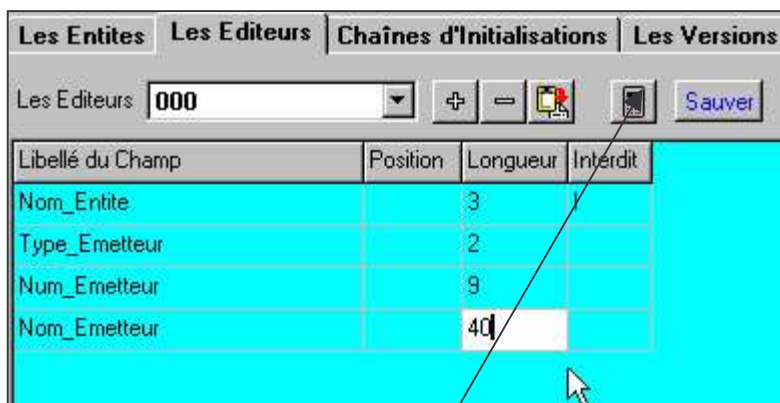 Les Entites Les Editeurs Chaînes d'Initialisations Les Versions
Les Editeurs 000 Sauver
Libellé du Champ Position Longueur Interdit
Nom_Entite 3 I
Type_Emetteur 2
Num_Emetteur 9
Nom_Emetteur 40